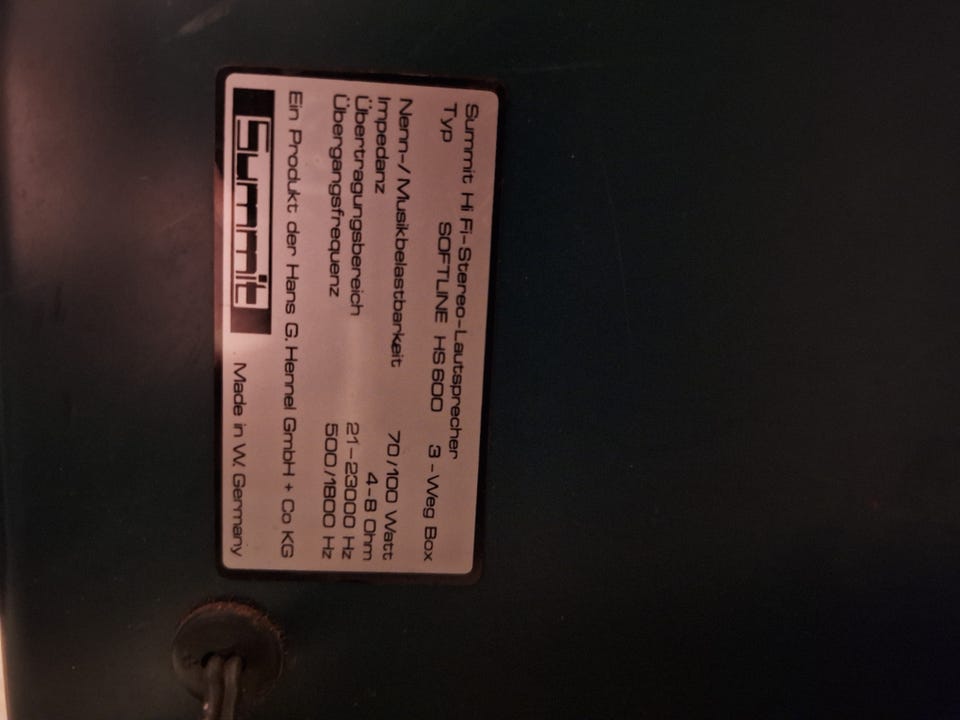 Summit Hi Fi-Stereo-Lautsprecher
Typ SOFTLINE HS 600 3-Weg Box
Nenn-/Musikbelastbarkeit 70/100 Watt
Impedanz 4-8 Ohm
Übertragungsbereich 21-23000 Hz
Übergangsfrequenz 500/1800 Hz
Ein Produkt der Hans G. Hennel GmbH + Co KG
Summit Made in W. Germany